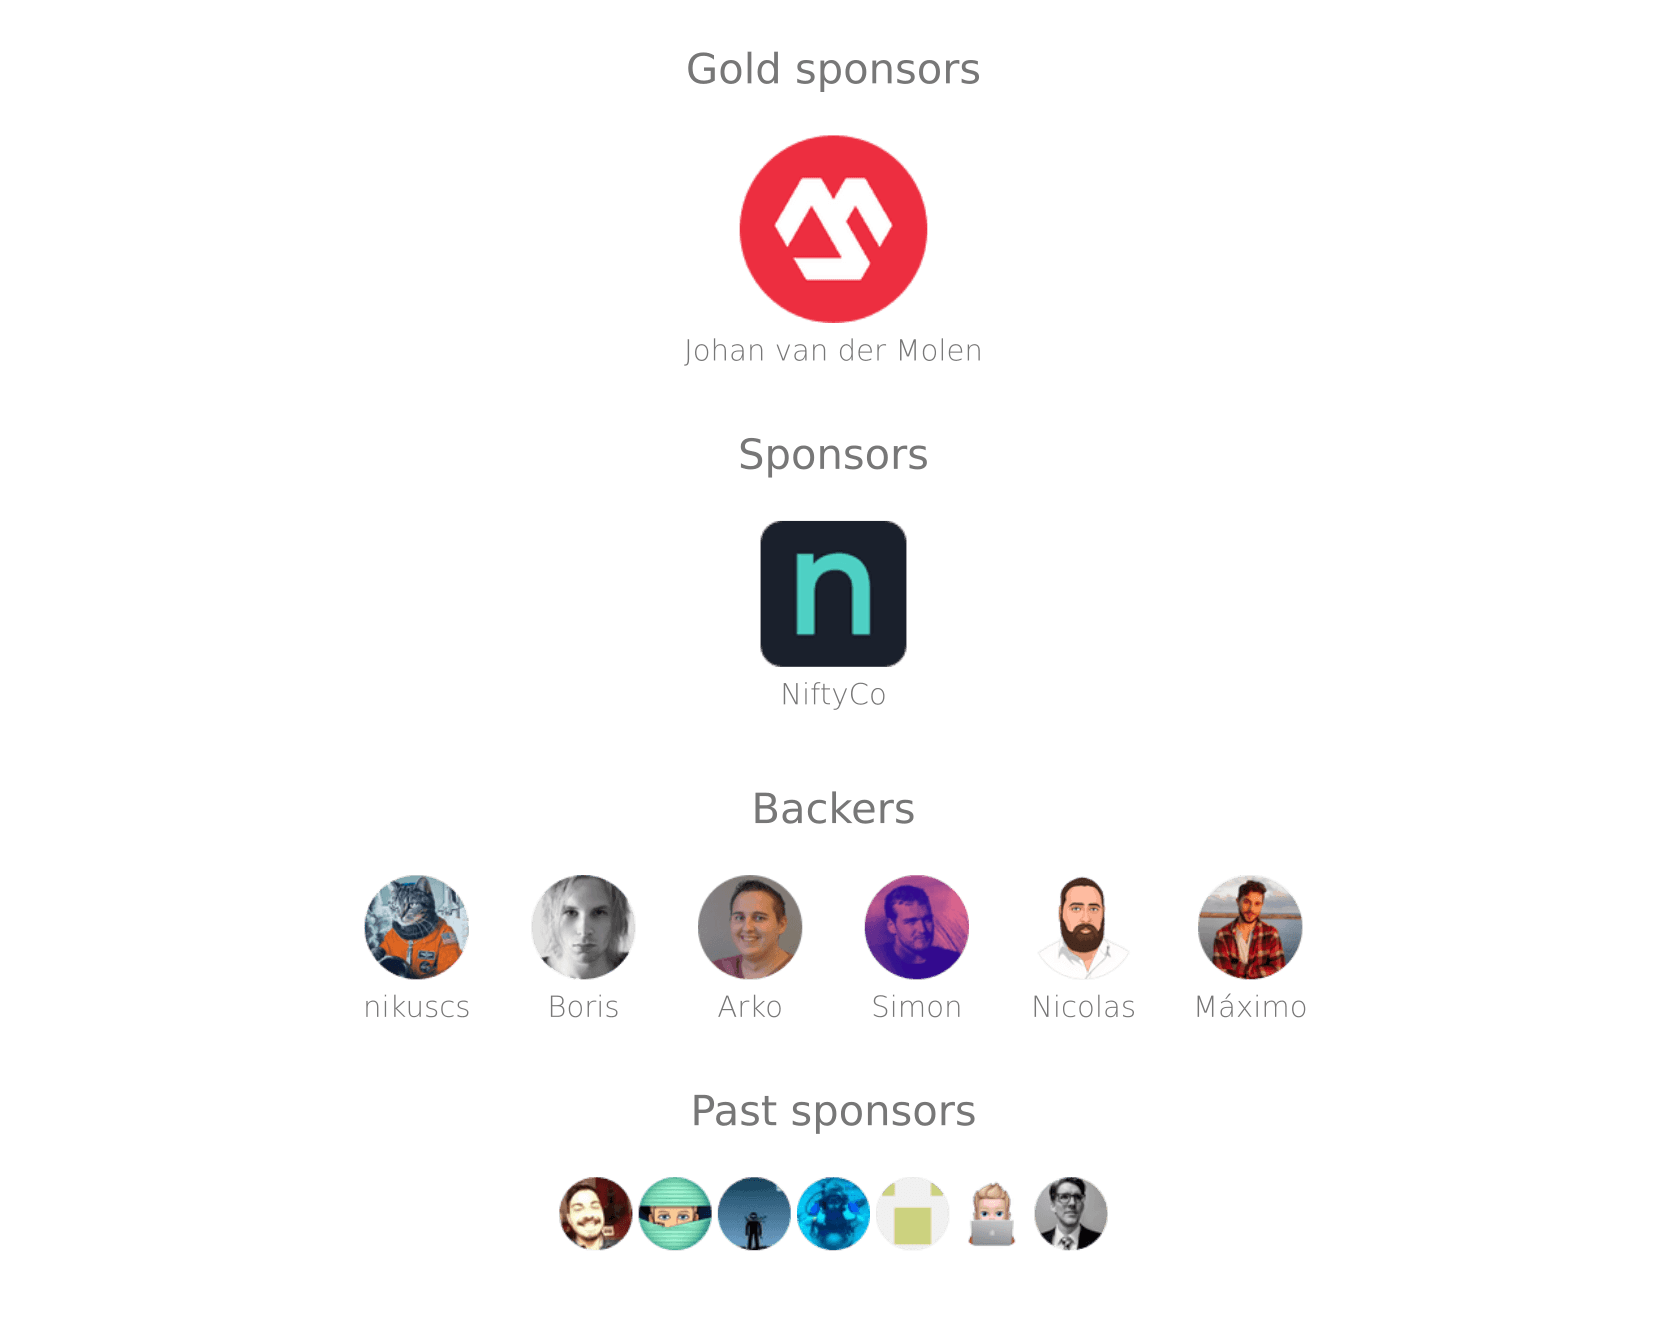 Gold sponsors
Johan van der Molen
Sponsors
n
NiftyCo
Backers
nikuscs Boris Arko Simon Nicolas Máximo
Past sponsors